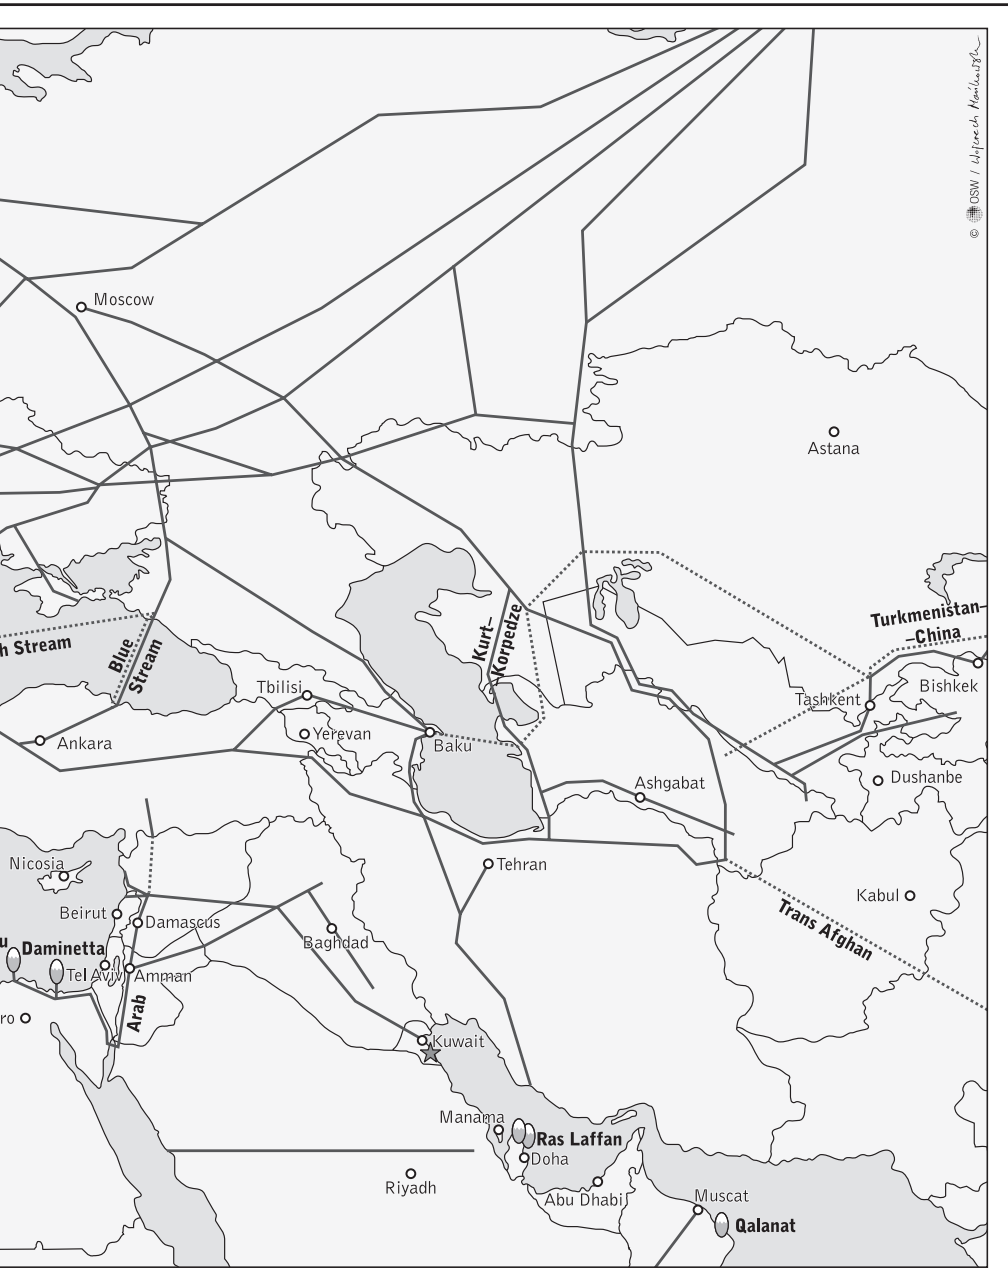 © OSW / Wojciech Mańkowski
Moscow
Astana
Turkmenistan–
–China
Kurt–
Korpedze
h Stream
Blue
Stream
Bishkek
Tbilisi
Tashkent
Yerevan
Ankara
Baku
Dushanbe
Ashgabat
Nicosia
Tehran
Kabul
Beirut
Damascus
Trans Afghan
Baghdad
u
Daminetta
Tel Aviv
Amman
Arab
ro
Kuwait
Manama
Ras Laffan
Doha
Riyadh
Abu Dhabi
Muscat
Qalanat